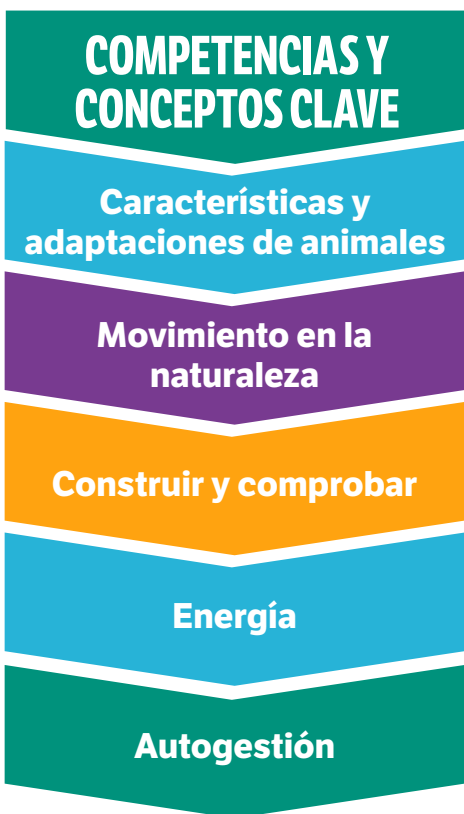 COMPETENCIAS Y
CONCEPTOS CLAVE
Características y
adaptaciones de animales
Movimiento en la
naturaleza
Construir y comprobar
Energía
Autogestión